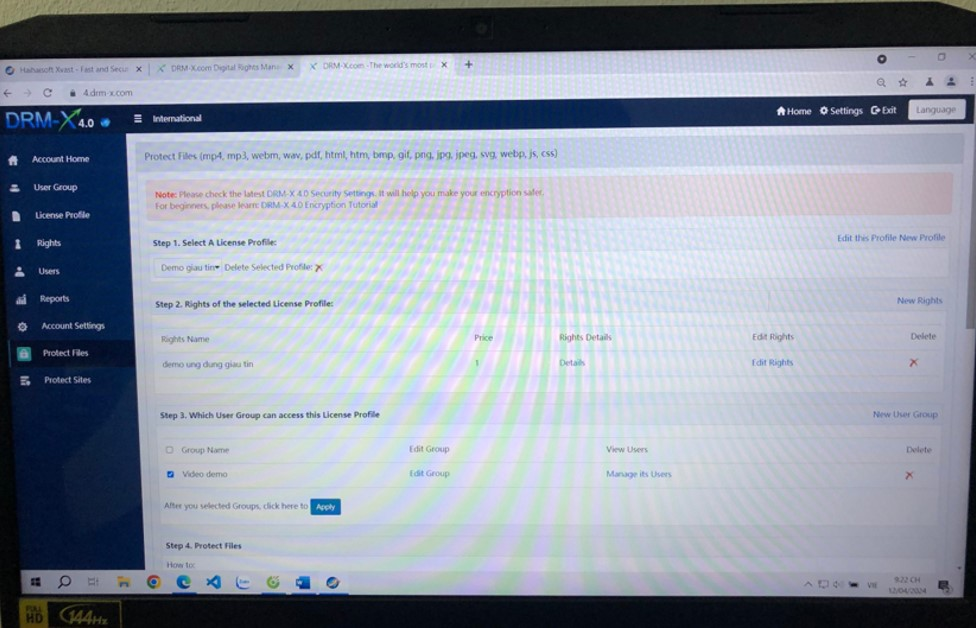 Haihaisoft Xvast - Fast and Secur
DRM-X.com Digital Rights Mana
DRM-X.com - The world's most s
4.drm-x.com
DRM-X 4.0
International
Home Settings Exit Language
Account Home
User Group
License Profile
Rights
Users
Reports
Account Settings
Protect Files
Protect Sites
Protect Files (mp4, mp3, webm, wav, pdf, html, htm, bmp, gif, png, jpg, jpeg, svg, webp, js, css)
Note: Please check the latest DRM-X 4.0 Security Settings. It will help you make your encryption safer.
For beginners, please learn: DRM-X 4.0 Encryption Tutorial
Step 1. Select A License Profile:
Edit this Profile New Profile
Demo giau tin Delete Selected Profile:
Step 2. Rights of the selected License Profile:
New Rights
Rights Name Price Rights Details Edit Rights Delete
demo ung dung giau tin 1 Details Edit Rights
Step 3. Which User Group can access this License Profile
New User Group
Group Name Edit Group View Users Delete
Video demo Edit Group Manage its Users
After you selected Groups, click here to Apply
Step 4. Protect Files
How to:
VIE
9:22 CH
12/04/2024
FULL
HD
144Hz